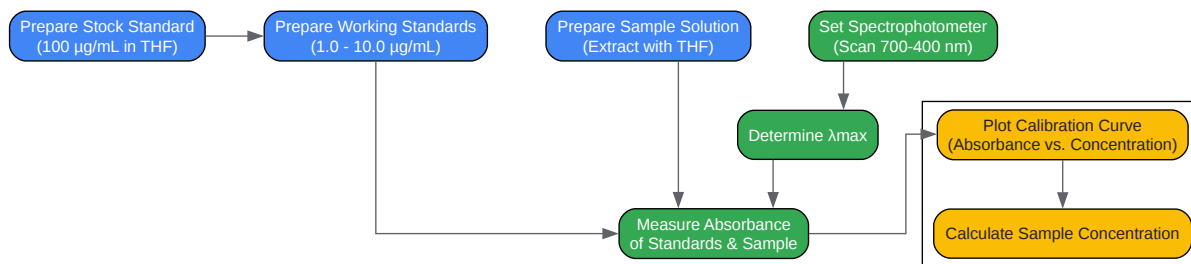 Prepare Stock Standard
(100 µg/mL in THF)
Prepare Working Standards
(1.0 - 10.0 µg/mL)
Prepare Sample Solution
(Extract with THF)
Set Spectrophotometer
(Scan 700-400 nm)
Determine λmax
Plot Calibration Curve
(Absorbance vs. Concentration)
Measure Absorbance
of Standards & Sample
Calculate Sample Concentration